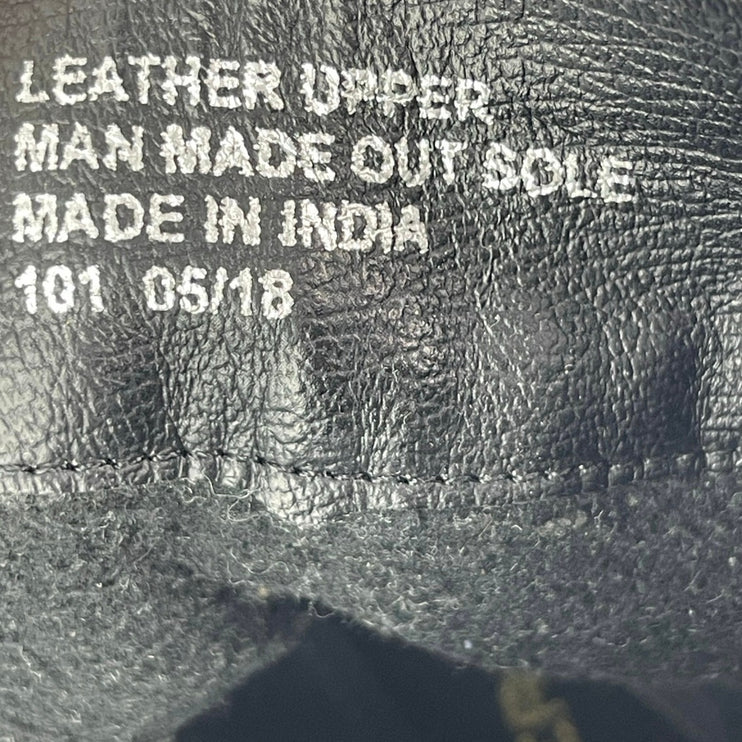 LEATHER UPPER
MAN MADE OUT SOLE
MADE IN INDIA
101 05/18